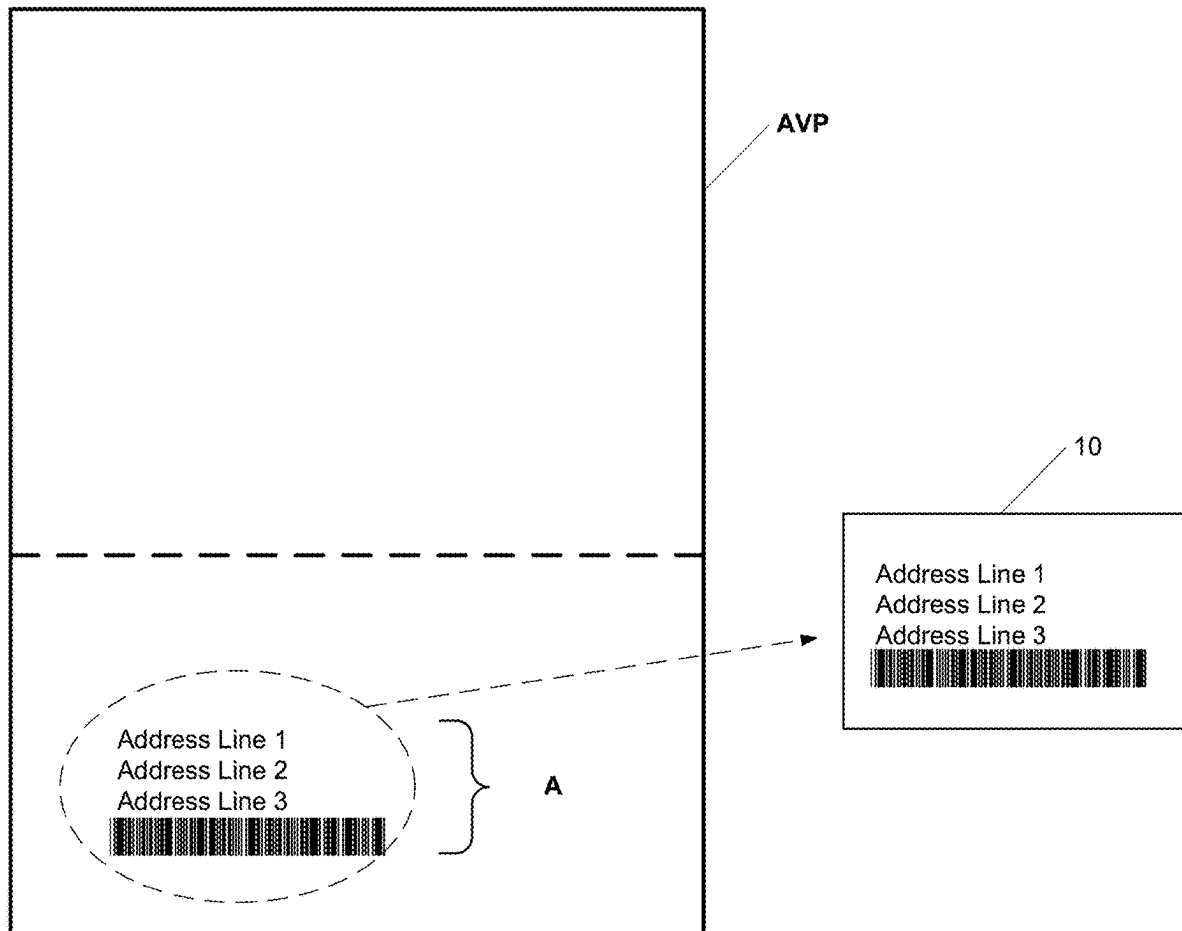 AVP
10
Address Line 1
Address Line 2
Address Line 3
Address Line 1
Address Line 2
Address Line 3
A